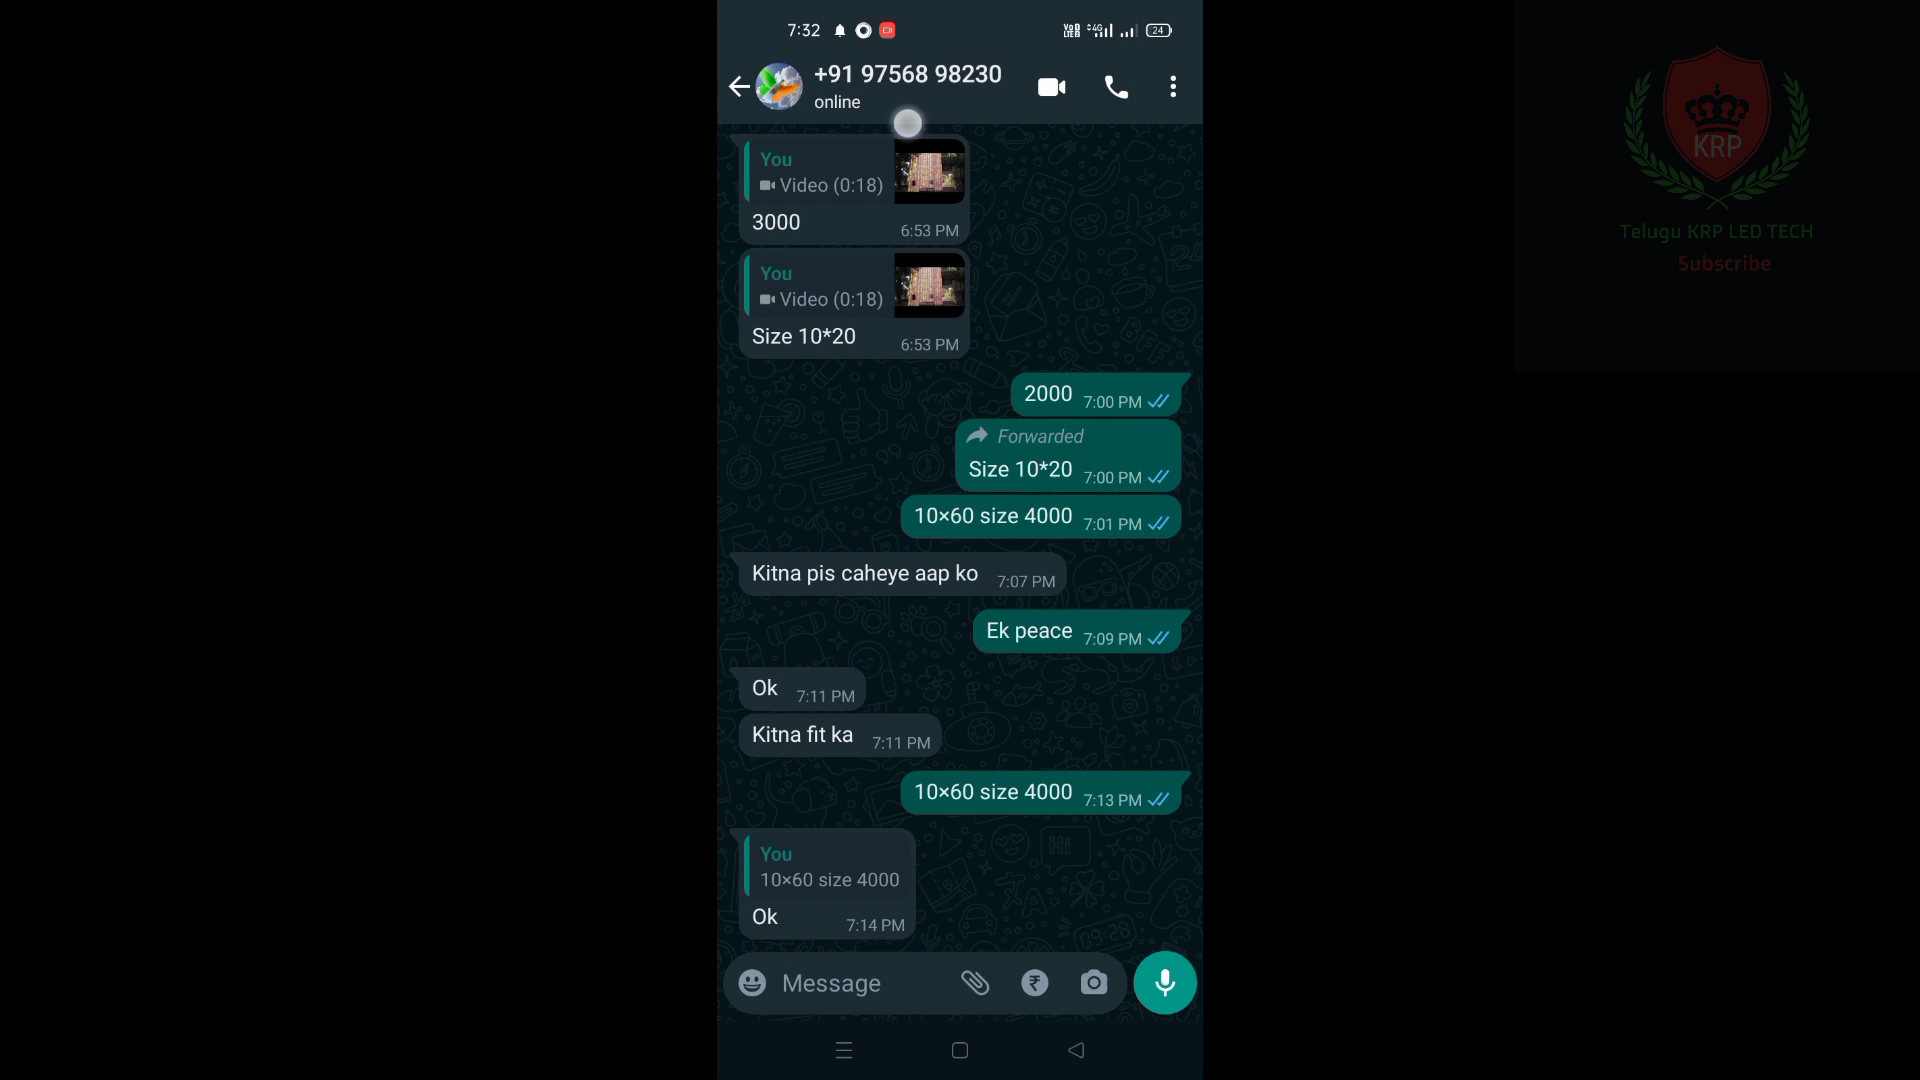 7:32
VoD LTE 4G 24
+91 97568 98230
online
You
Video (0:18)
3000
6:53 PM
You
Video (0:18)
Size 10*20
6:53 PM
2000 7:00 PM
Forwarded
Size 10*20 7:00 PM
10×60 size 4000 7:01 PM
Kitna pis caheye aap ko 7:07 PM
Ek peace 7:09 PM
Ok 7:11 PM
Kitna fit ka 7:11 PM
10×60 size 4000 7:13 PM
You
10×60 size 4000
Ok 7:14 PM
Message
KRP
Telugu KRP LED TECH
Subscribe